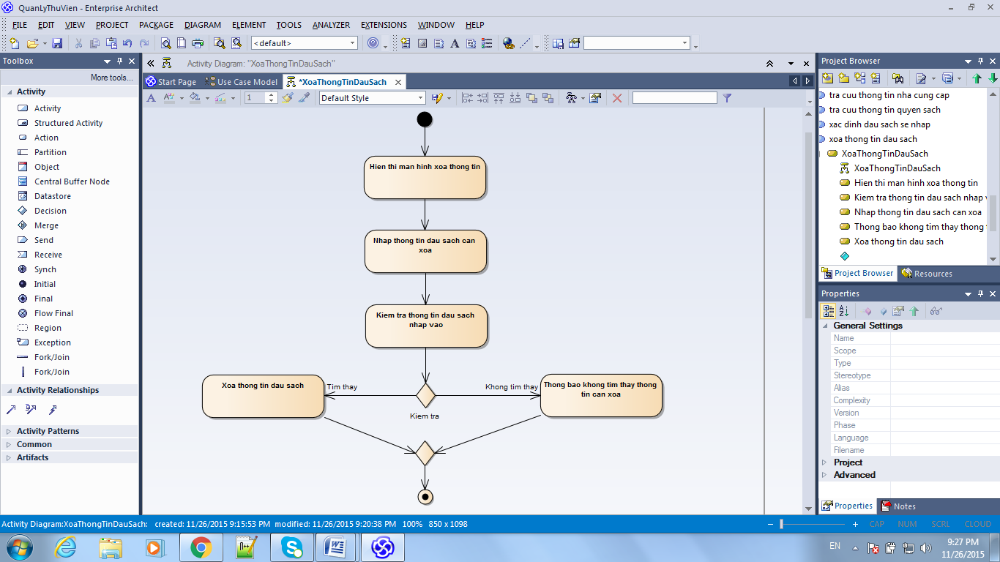 QuanLyThuVien - Enterprise Architect
FILE EDIT VIEW PROJECT PACKAGE DIAGRAM ELEMENT TOOLS ANALYZER EXTENSIONS WINDOW HELP
<default>
Toolbox
More tools...
Activity
Activity
Structured Activity
Action
Partition
Object
Central Buffer Node
Datastore
Decision
Merge
Send
Receive
Synch
Initial
Final
Flow Final
Region
Exception
Fork/Join
Fork/Join
Activity Relationships
Activity Patterns
Common
Artifacts
Activity Diagram: "XoaThongTinDauSach"
Start Page Use Case Model *XoaThongTinDauSach
1 Default Style
Hien thi man hinh xoa thong tin
Nhap thong tin dau sach can
xoa
Kiem tra thong tin dau sach
nhap vao
Xoa thong tin dau sach
Tim thay
Khong tim thay
Thong bao khong tim thay thong
tin can xoa
Kiem tra
Project Browser
tra cuu thong tin nha cung cap
tra cuu thong tin quyen sach
xac dinh dau sach se nhap
xoa thong tin dau sach
XoaThongTinDauSach
XoaThongTinDauSach
Hien thi man hinh xoa thong tin
Kiem tra thong tin dau sach nhap v
Nhap thong tin dau sach can xoa
Thong bao khong tim thay thong
Xoa thong tin dau sach
Project Browser Resources
Properties
General Settings
Name
Scope
Type
Stereotype
Alias
Complexity
Version
Phase
Language
Filename
Project
Advanced
Properties Notes
Activity Diagram:XoaThongTinDauSach: created: 11/26/2015 9:15:53 PM modified: 11/26/2015 9:20:38 PM 100% 850 x 1098
CAP NUM SCRL CLOUD
EN
9:27 PM
11/26/2015